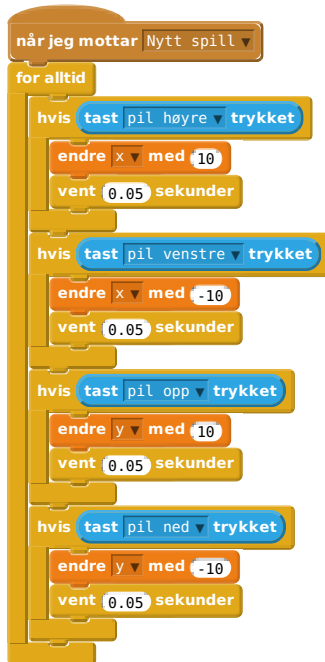 når jeg mottar Nytt spill
for alltid
hvis tast pil høyre trykket
endre x med 10
vent 0.05 sekunder
hvis tast pil venstre trykket
endre x med -10
vent 0.05 sekunder
hvis tast pil opp trykket
endre y med 10
vent 0.05 sekunder
hvis tast pil ned trykket
endre y med -10
vent 0.05 sekunder